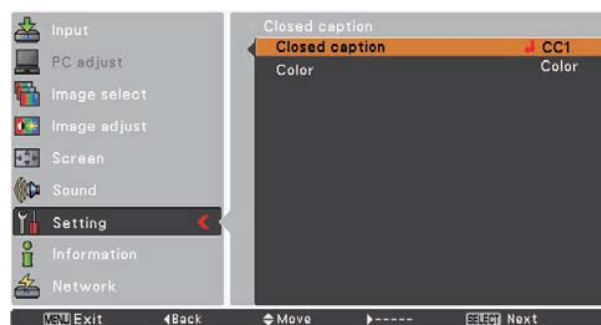 Input
PC adjust
Image select
Image adjust
Screen
Sound
Setting
Information
Network
Closed caption
Closed caption CC1
Color Color
MENU Exit ◀Back Move ▶----- SELECT Next